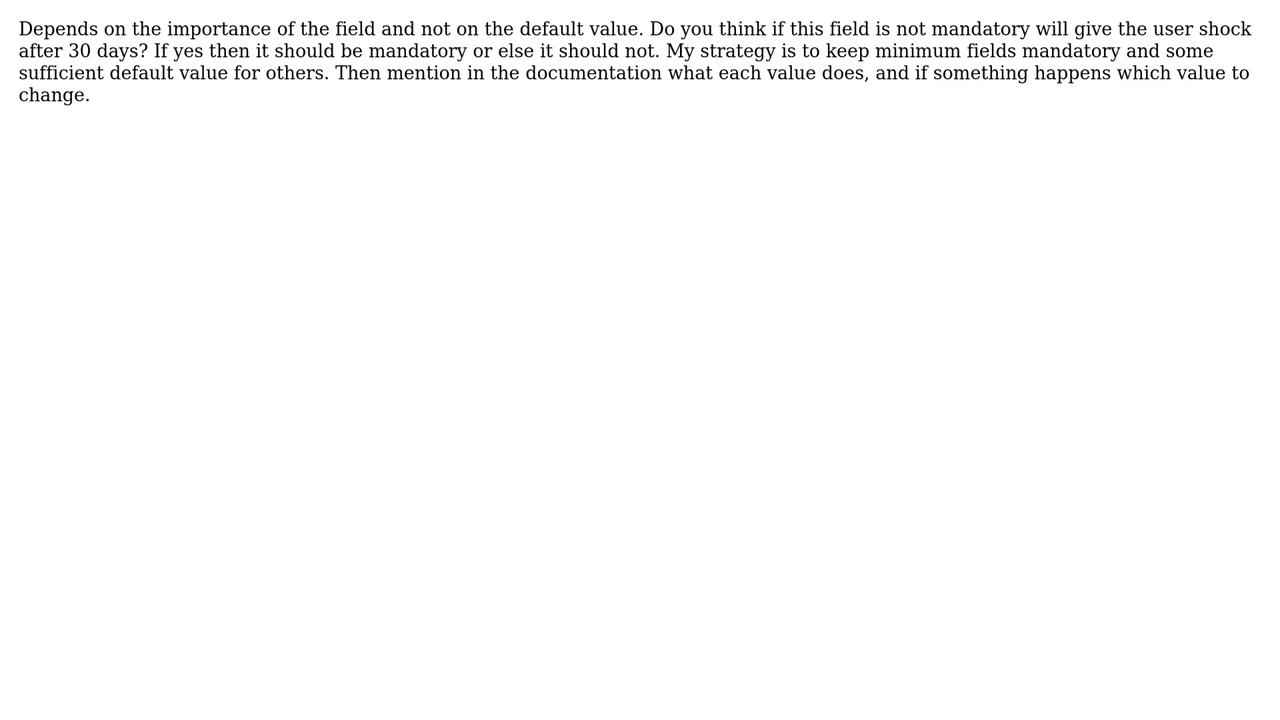 Depends on the importance of the field and not on the default value. Do you think if this field is not mandatory will give the user shock
after 30 days? If yes then it should be mandatory or else it should not. My strategy is to keep minimum fields mandatory and some
sufficient default value for others. Then mention in the documentation what each value does, and if something happens which value to
change.